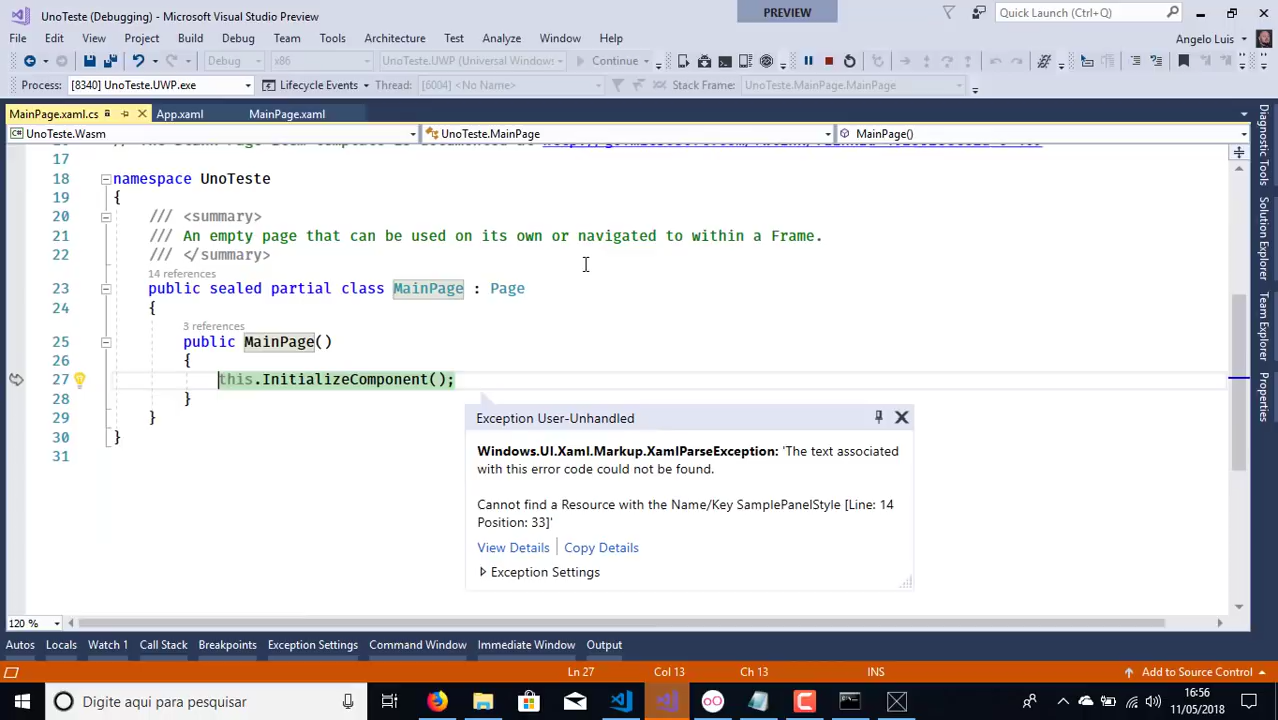 UnoTeste (Debugging) - Microsoft Visual Studio Preview
PREVIEW
Quick Launch (Ctrl+Q)
File Edit View Project Build Debug Team Tools Architecture Test Analyze Window Help
Angelo Luis
Debug x86 UnoTeste.UWP (Universal Window Continue
Process: [8340] UnoTeste.UWP.exe Lifecycle Events Thread: [6004] <No Name> Stack Frame: UnoTeste.MainPage.MainPage
MainPage.xaml.cs App.xaml MainPage.xaml
UnoTeste.Wasm UnoTeste.MainPage MainPage()
17
18 namespace UnoTeste
19 {
20 /// <summary>
21 /// An empty page that can be used on its own or navigated to within a Frame.
22 /// </summary>
14 references
23 public sealed partial class MainPage : Page
24 {
3 references
25 public MainPage()
26 {
27 this.InitializeComponent();
28 }
29 }
30 }
31
Exception User-Unhandled
Windows.UI.Xaml.Markup.XamlParseException: 'The text associated
with this error code could not be found.
Cannot find a Resource with the Name/Key SamplePanelStyle [Line: 14
Position: 33]'
View Details Copy Details
Exception Settings
Diagnostic Tools
Solution Explorer
Team Explorer
Properties
120 %
Autos Locals Watch 1 Call Stack Breakpoints Exception Settings Command Window Immediate Window Output
Ln 27 Col 13 Ch 13 INS Add to Source Control
Digite aqui para pesquisar
16:56
11/05/2018